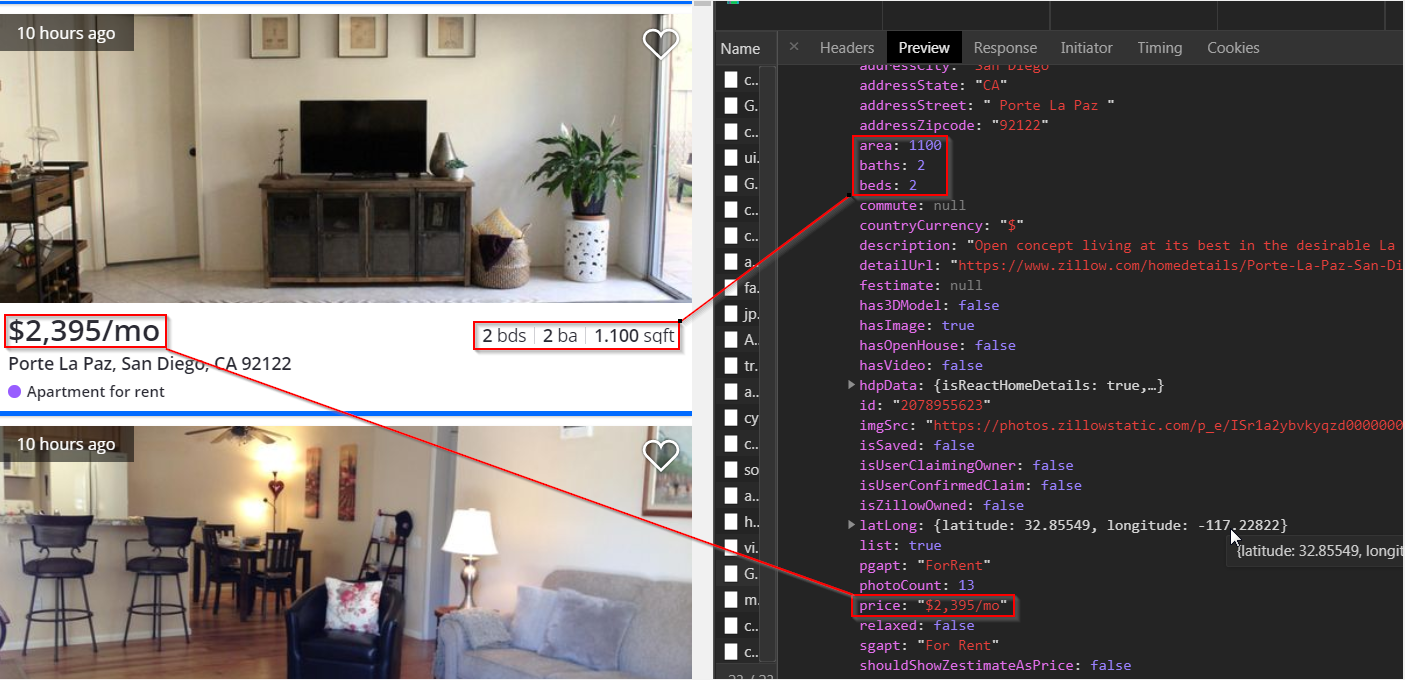 10 hours ago
$2,395/mo
2 bds 2 ba 1.100 sqft
Porte La Paz, San Diego, CA 92122
Apartment for rent
10 hours ago
Name
× Headers Preview Response Initiator Timing Cookies
c..
G.
c..
ui.
G.
c..
c..
a..
fa.
jp.
A..
tr.
a..
cy
c..
so
a..
h..
vi.
G.
m.
c..
c..
addressCity: "San Diego"
addressState: "CA"
addressStreet: " Porte La Paz "
addressZipcode: "92122"
area: 1100
baths: 2
beds: 2
commute: null
countryCurrency: "$"
description: "Open concept living at its best in the desirable La
detailUrl: "https://www.zillow.com/homedetails/Porte-La-Paz-San-Di
festimate: null
has3DModel: false
hasImage: true
hasOpenHouse: false
hasVideo: false
hdpData: {isReactHomeDetails: true,…}
id: "2078955623"
imgSrc: "https://photos.zillowstatic.com/p_e/ISr1a2ybvkyqzd0000000
isSaved: false
isUserClaimingOwner: false
isUserConfirmedClaim: false
isZillowOwned: false
latLong: {latitude: 32.85549, longitude: -117.22822}
{latitude: 32.85549, longit
list: true
pgapt: "ForRent"
photoCount: 13
price: "$2,395/mo"
relaxed: false
sgapt: "For Rent"
shouldShowZestimateAsPrice: false